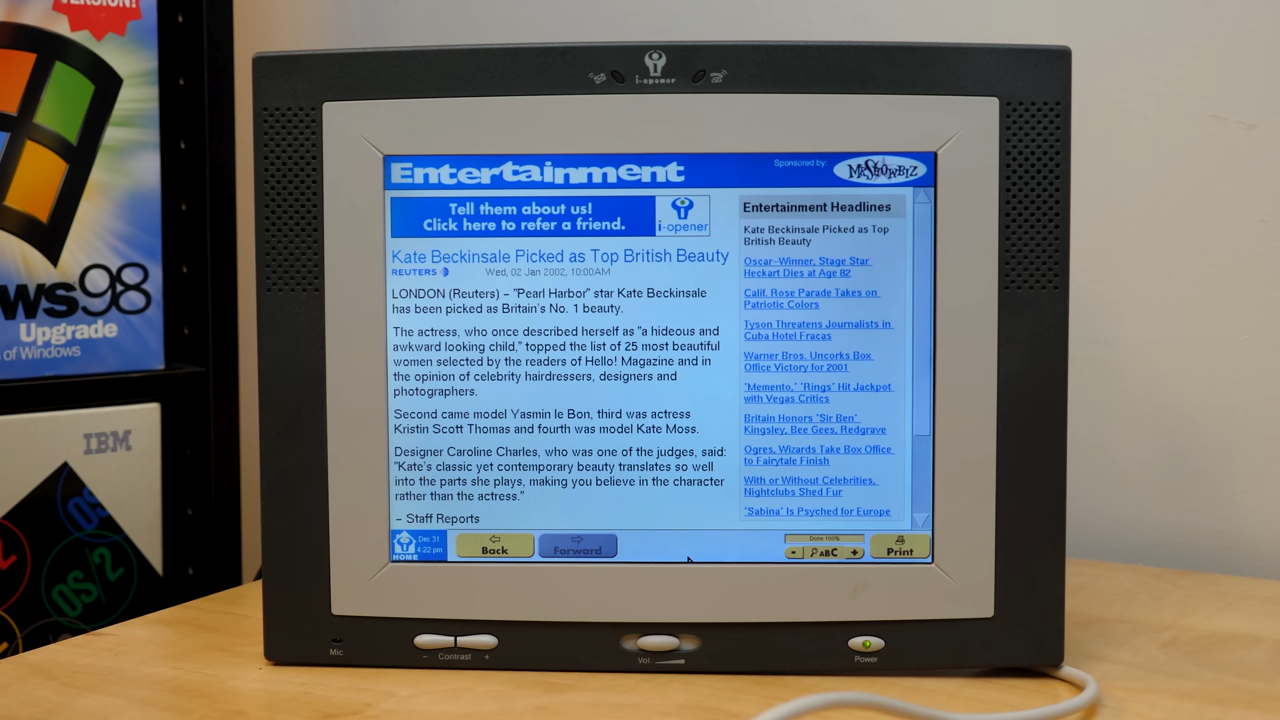 VERSION!
ws98
Upgrade
of Windows
IBM
OS/2
OS
2
i-opener
Entertainment
Sponsored by:
MrShowbiz
Tell them about us!
Click here to refer a friend.
i-opener
Kate Beckinsale Picked as Top British Beauty
REUTERS
Wed, 02 Jan 2002, 10:00AM
LONDON (Reuters) – "Pearl Harbor" star Kate Beckinsale
has been picked as Britain's No. 1 beauty.
The actress, who once described herself as "a hideous and
awkward looking child," topped the list of 25 most beautiful
women selected by the readers of Hello! Magazine and in
the opinion of celebrity hairdressers, designers and
photographers.
Second came model Yasmin le Bon, third was actress
Kristin Scott Thomas and fourth was model Kate Moss.
Designer Caroline Charles, who was one of the judges, said:
"Kate's classic yet contemporary beauty translates so well
into the parts she plays, making you believe in the character
rather than the actress."
– Staff Reports
Entertainment Headlines
Kate Beckinsale Picked as Top
British Beauty
Oscar–Winner, Stage Star
Heckart Dies at Age 82
Calif. Rose Parade Takes on
Patriotic Colors
Tyson Threatens Journalists in
Cuba Hotel Fracas
Warner Bros. Uncorks Box
Office Victory for 2001
"Memento," "Rings" Hit Jackpot
with Vegas Critics
Britain Honors "Sir Ben"
Kingsley, Bee Gees, Redgrave
Ogres, Wizards Take Box Office
to Fairytale Finish
With or Without Celebrities,
Nightclubs Shed Fur
"Sabina" Is Psyched for Europe
HOME
Dec 31
4:22 pm
Back
Forward
Done 100%
- ABC +
Print
Mic
– Contrast +
Vol.
Power